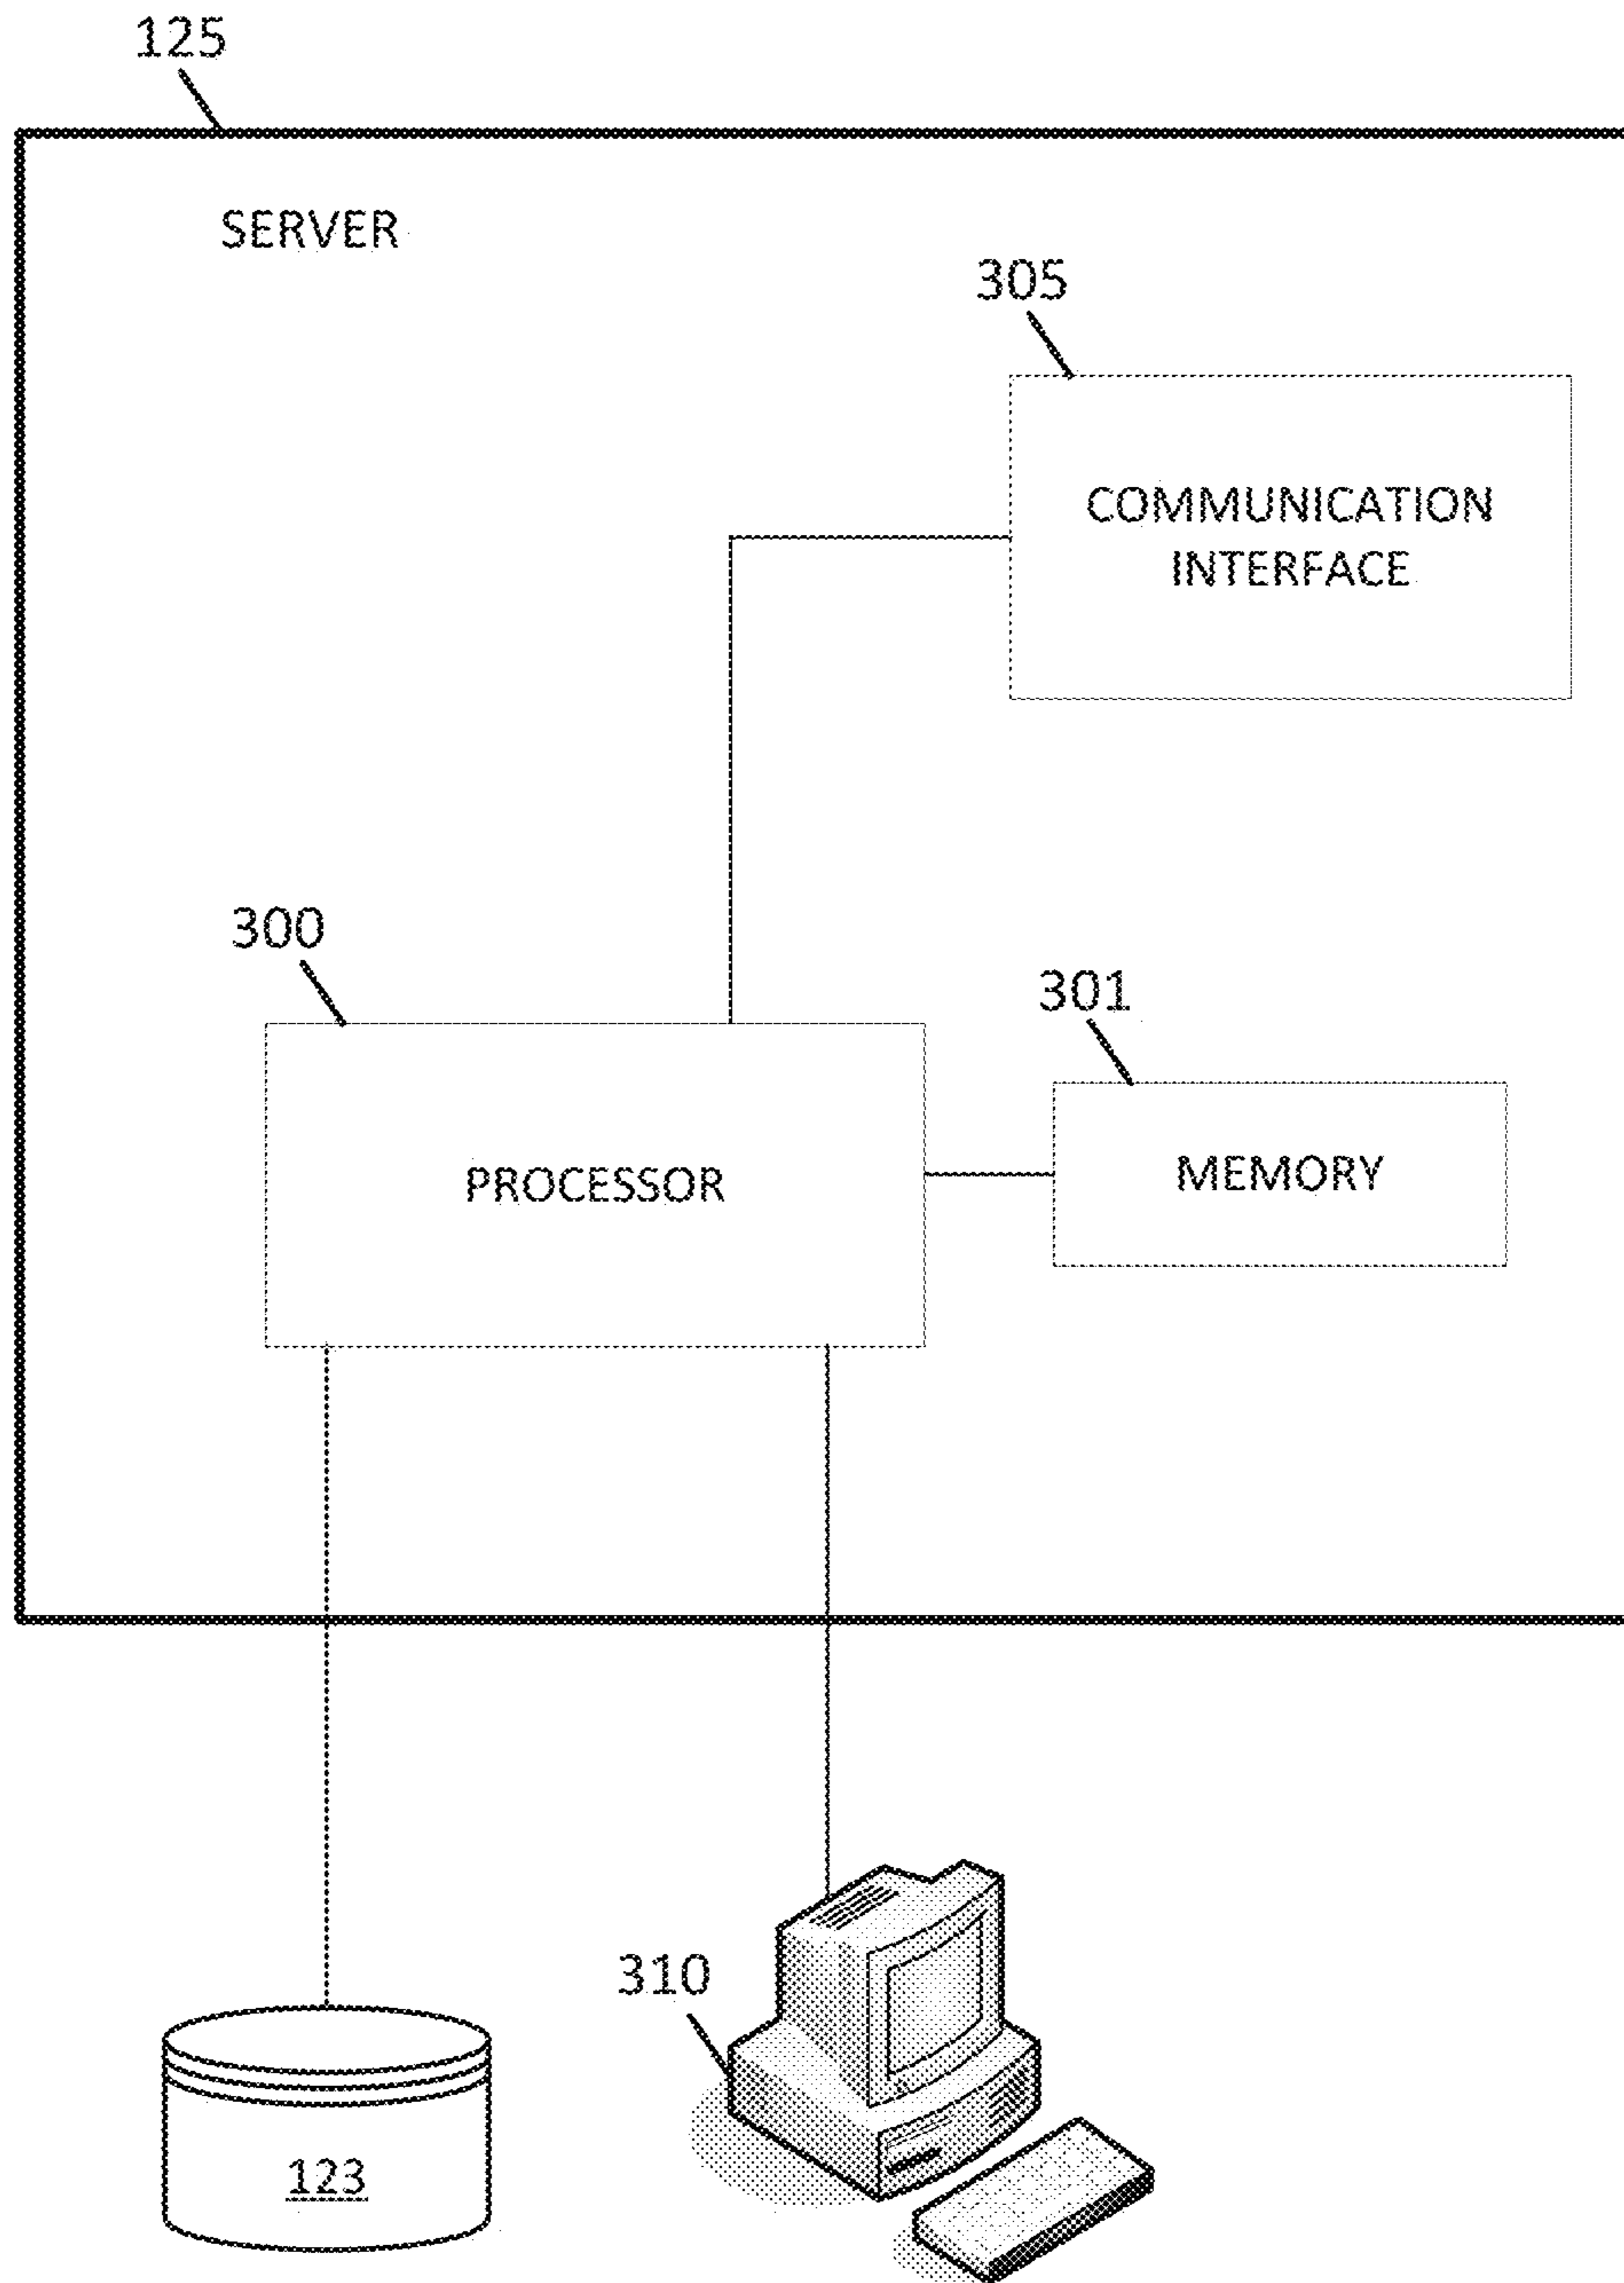 125
SERVER
305
COMMUNICATION
INTERFACE
300
301
PROCESSOR
MEMORY
310
123